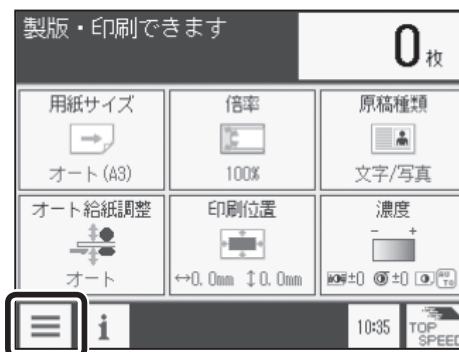 製版・印刷できます
0枚
用紙サイズ
オート(A3)
倍率
100%
原稿種類
文字/写真
オート給紙調整
オート
印刷位置
↔0.0mm ↕0.0mm
濃度
- +
±0 ±0 AUTO
i
10:35
TOP SPEED